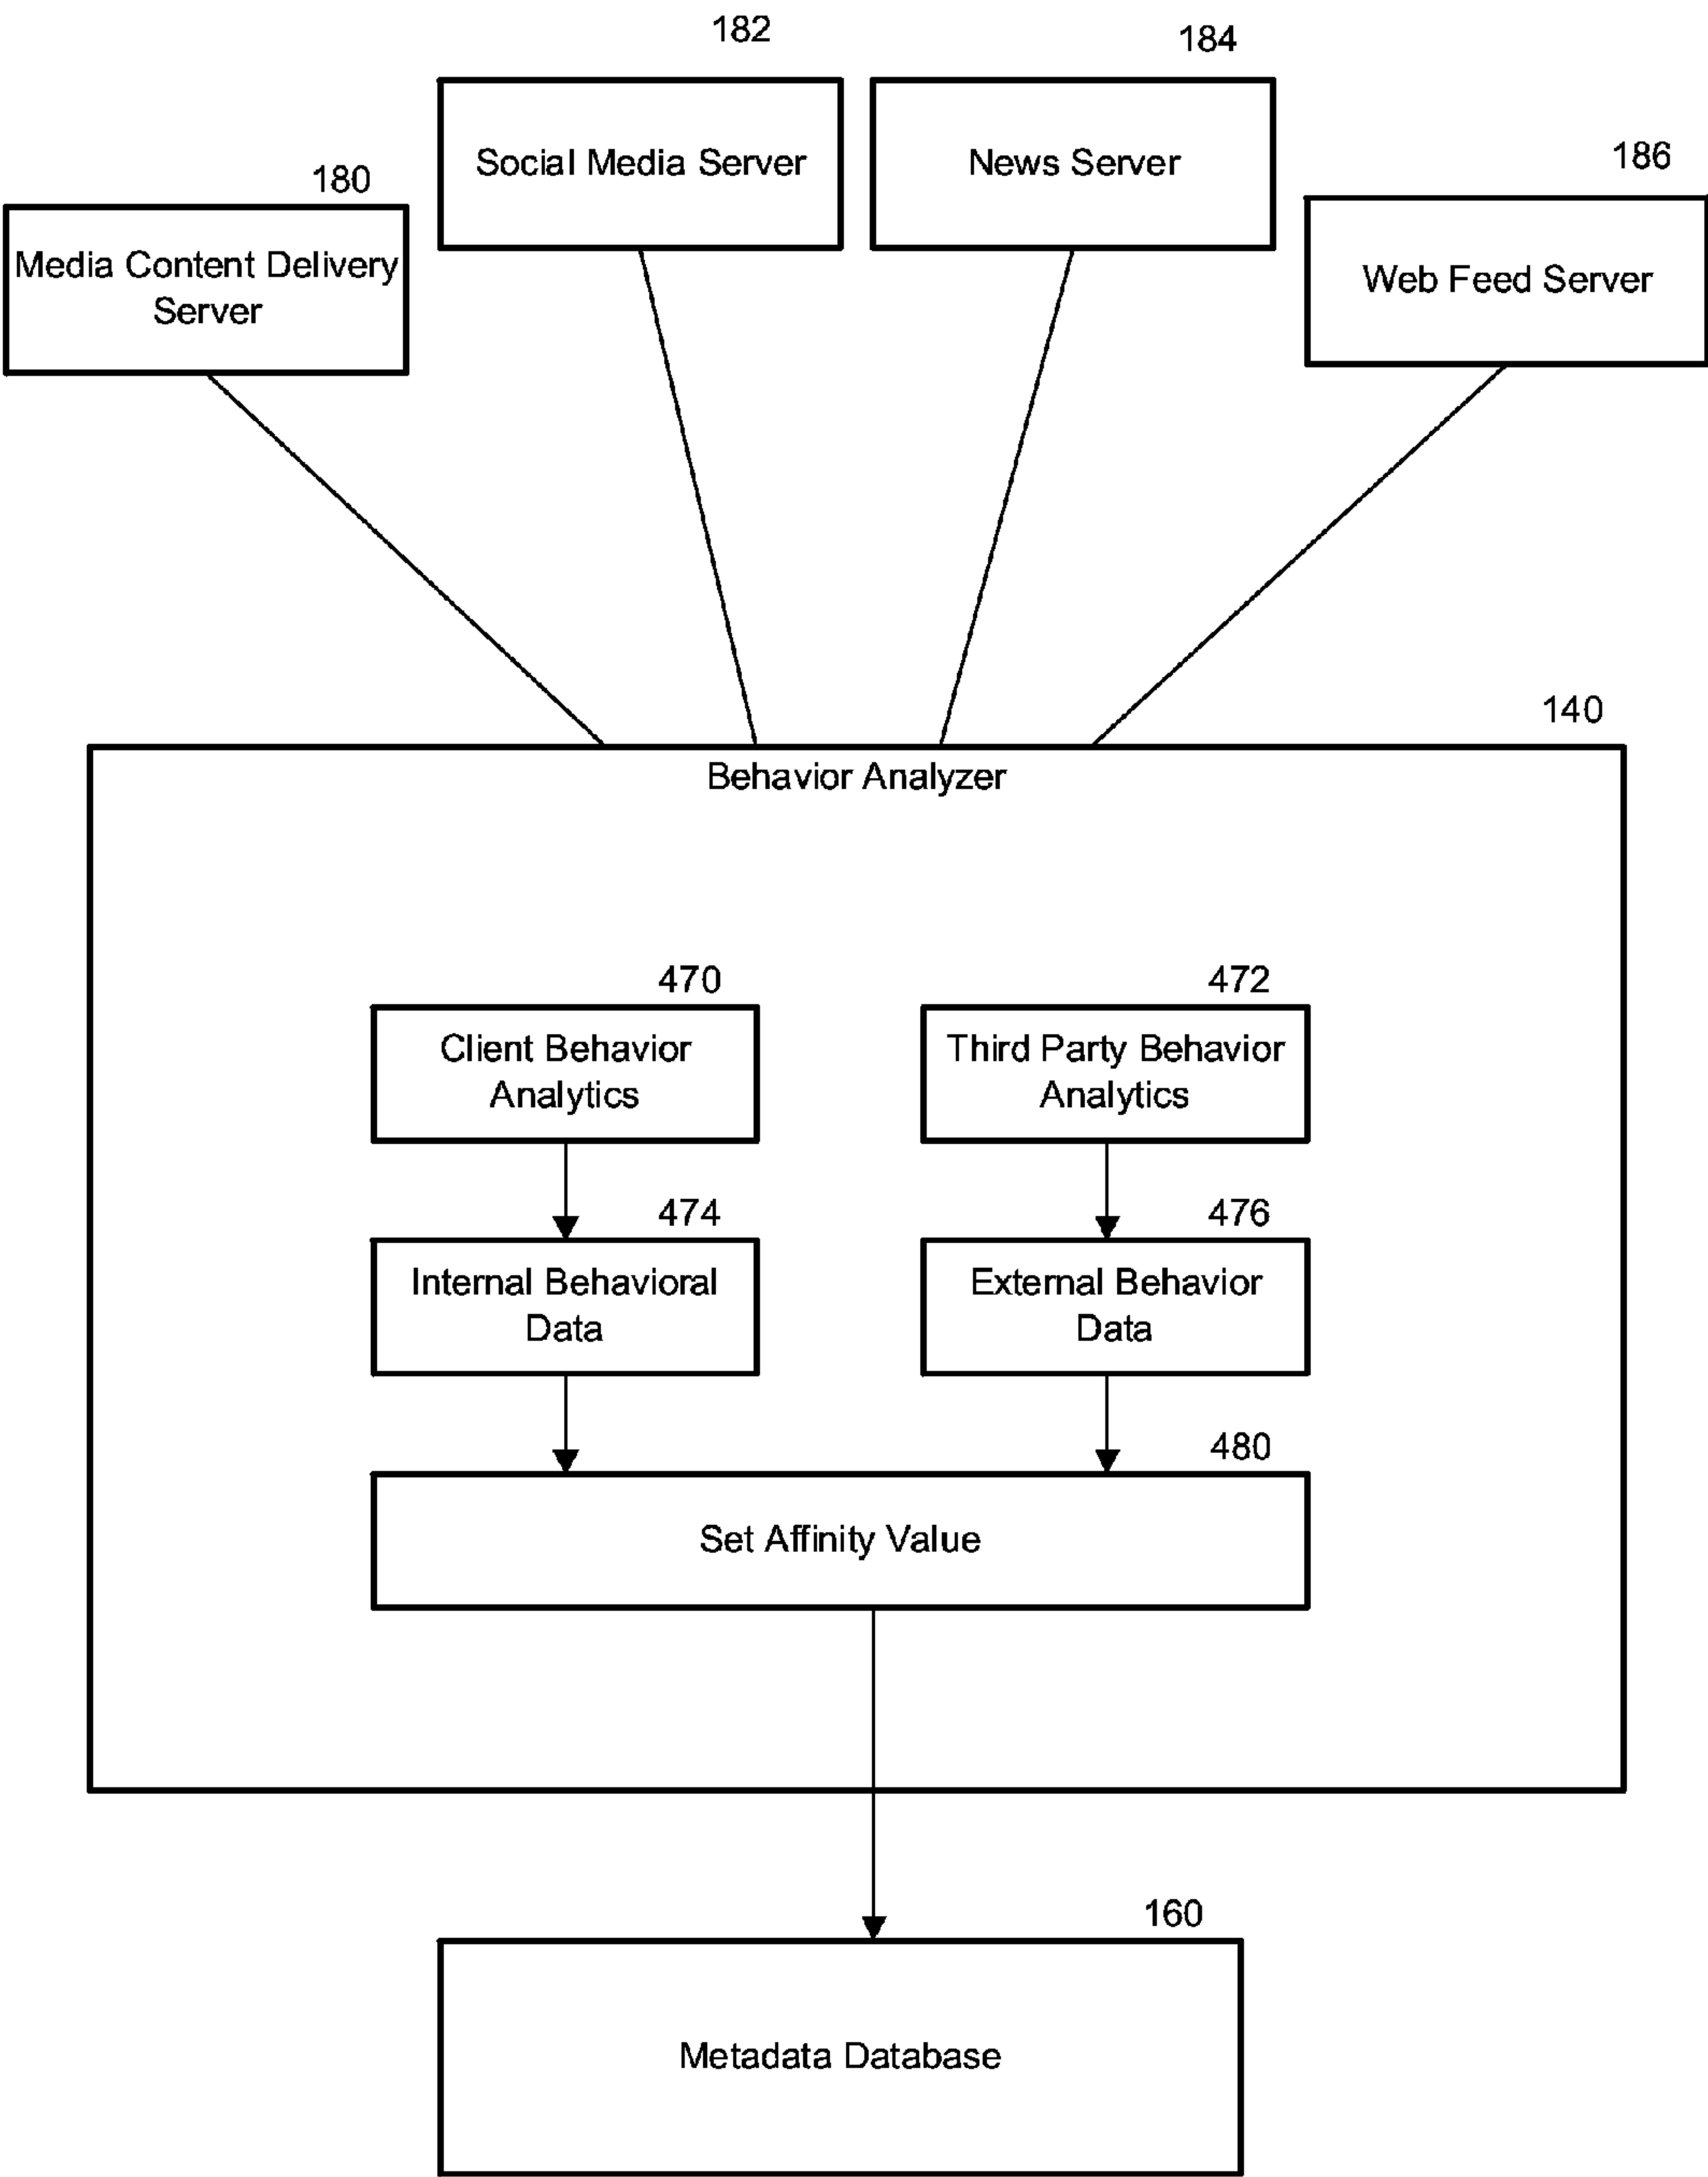 182
184
Social Media Server
News Server
186
180
Media Content Delivery
Server
Web Feed Server
140
Behavior Analyzer
470
472
Client Behavior
Analytics
Third Party Behavior
Analytics
474
476
Internal Behavioral
Data
External Behavior
Data
480
Set Affinity Value
160
Metadata Database